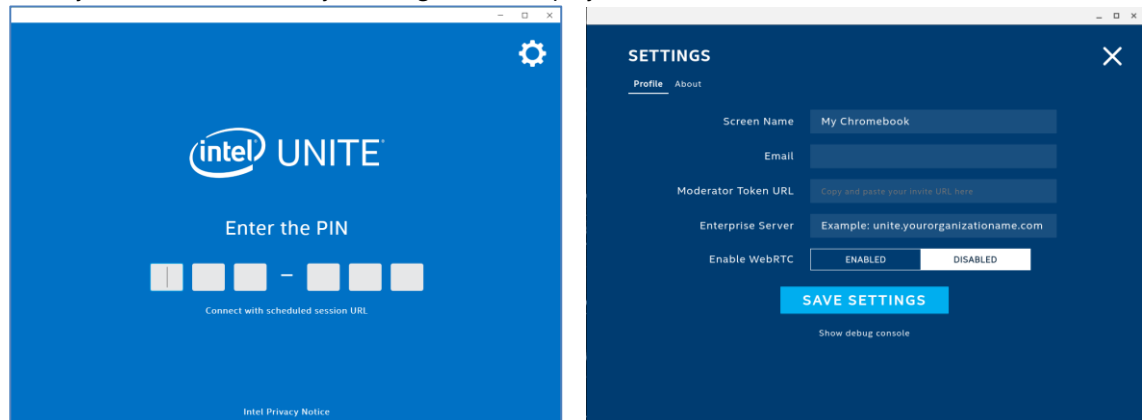 intel UNITE
Enter the PIN
–
Connect with scheduled session URL
Intel Privacy Notice
SETTINGS
Profile About
Screen Name My Chromebook
Email
Moderator Token URL Copy and paste your invite URL here
Enterprise Server Example: unite.yourorganizationame.com
Enable WebRTC ENABLED DISABLED
SAVE SETTINGS
Show debug console